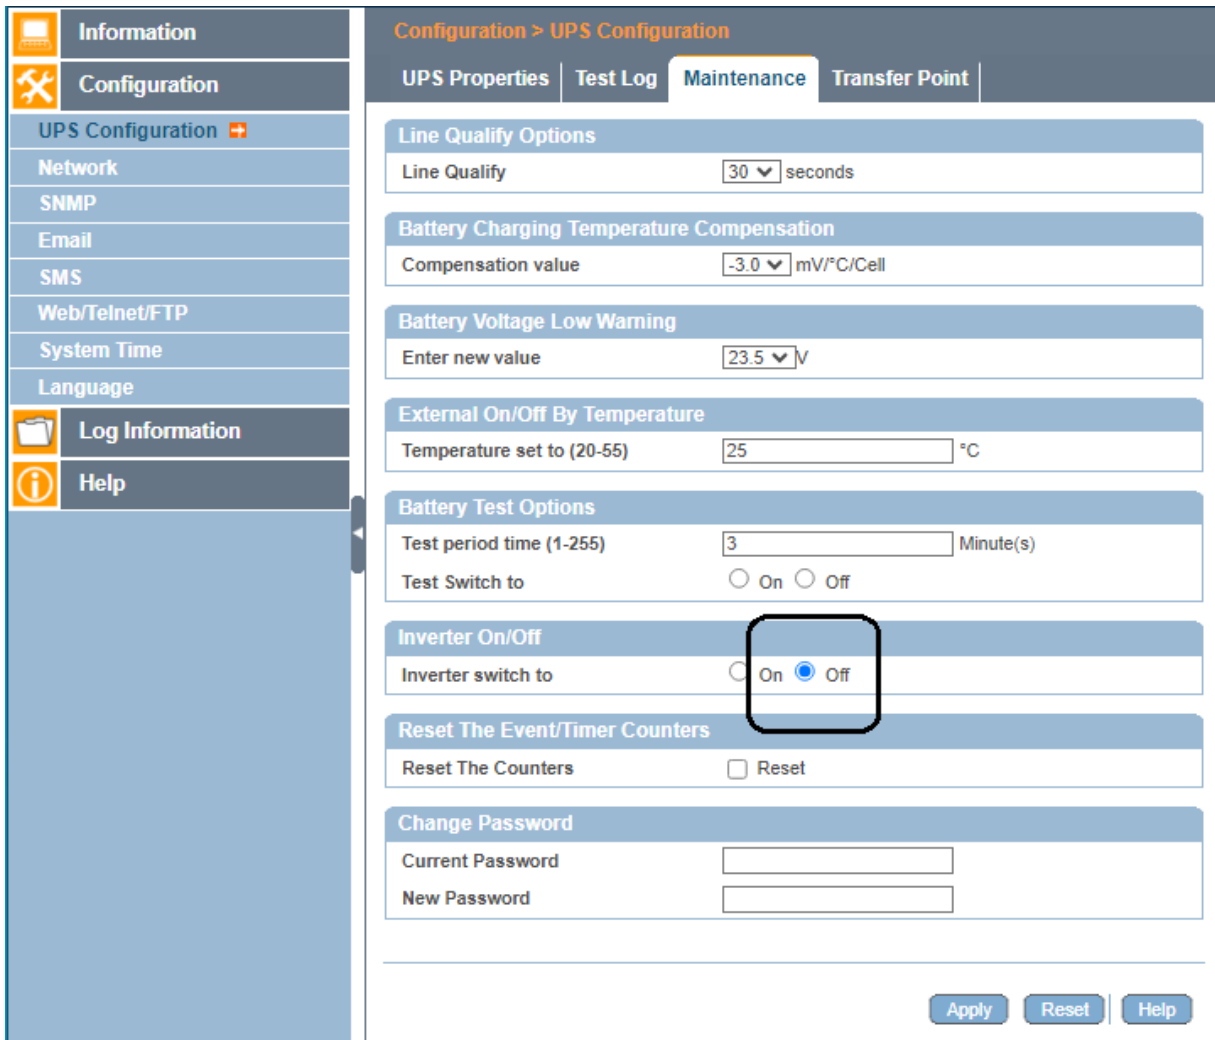 Information
Configuration
UPS Configuration
Network
SNMP
Email
SMS
Web/Telnet/FTP
System Time
Language
Log Information
Help
Configuration > UPS Configuration
UPS Properties Test Log Maintenance Transfer Point
Line Qualify Options
Line Qualify 30 seconds
Battery Charging Temperature Compensation
Compensation value -3.0 mV/°C/Cell
Battery Voltage Low Warning
Enter new value 23.5 V
External On/Off By Temperature
Temperature set to (20-55) 25 °C
Battery Test Options
Test period time (1-255) 3 Minute(s)
Test Switch to On Off
Inverter On/Off
Inverter switch to On Off
Reset The Event/Timer Counters
Reset The Counters Reset
Change Password
Current Password
New Password
Apply Reset Help